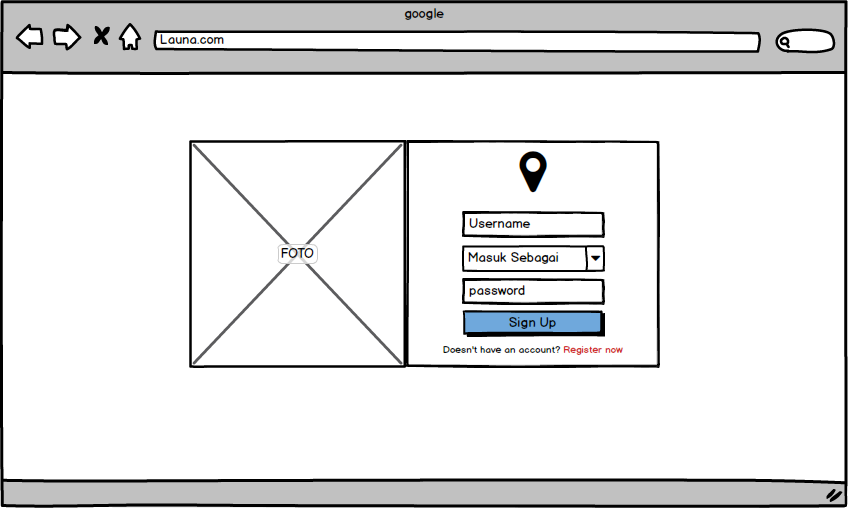 google
Launa.com
FOTO
Username
Masuk Sebagai
password
Sign Up
Doesn't have an account? Register now